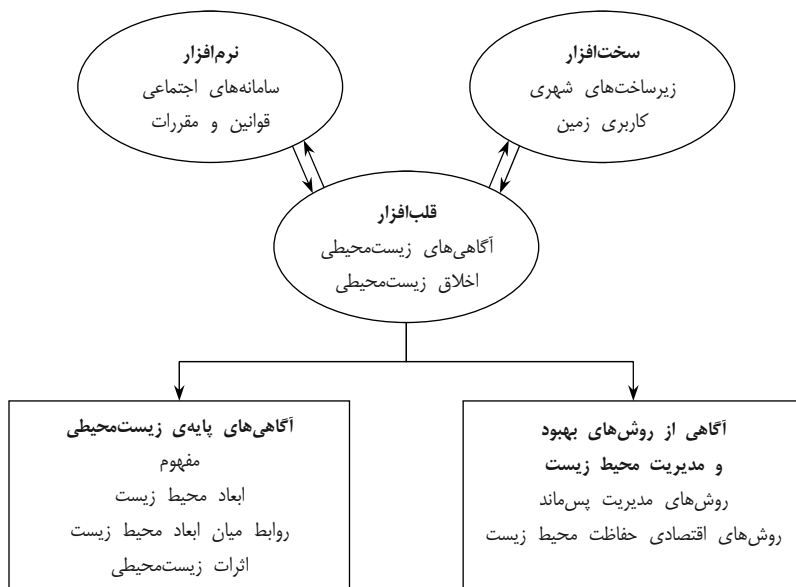 سخت‌افزار
زیرساخت‌های شهری
کاربری زمین
نرم‌افزار
سامانه‌های اجتماعی
قوانین و مقررات
قلب‌افزار
آگاهی‌های زیست‌محیطی
اخلاق زیست‌محیطی
آگاهی از روش‌های بهبود
و مدیریت محیط زیست
روش‌های مدیریت پس‌ماند
روش‌های اقتصادی حفاظت محیط زیست
آگاهی‌های پایه‌ی زیست‌محیطی
مفهوم
ابعاد محیط زیست
روابط میان ابعاد محیط زیست
اثرات زیست‌محیطی